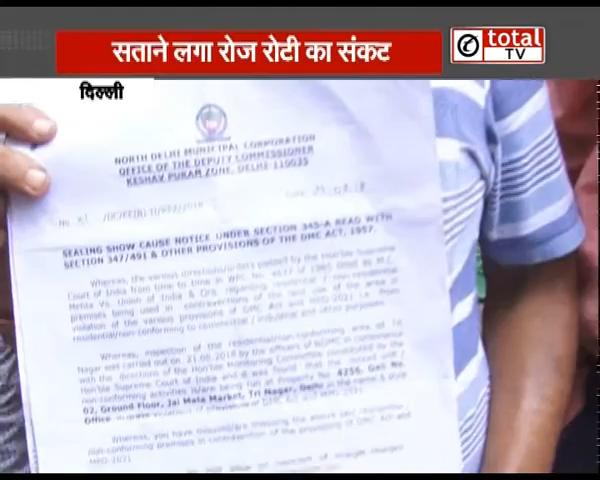 सताने लगा रोज रोटी का संकट
total
TV
दिल्ली
NORTH DELHI MUNICIPAL CORPORATION
OFFICE OF THE DEPUTY COMMISSIONER
KESHAV PURAM ZONE, DELHI-110035
SEALING SHOW CAUSE NOTICE UNDER SECTION 345-A READ WITH
SECTION 347/491 & OTHER PROVISIONS OF THE DMC ACT, 1957.
Whereas, the various directions/orders passed by the Hon'ble Supreme
Court of India from time to time in WPC No. 4677 of 1985 titled as M.C.
Mehta Vs. Union of India & Ors. regarding residential / non-residential
premises being used in contraventions of the land use of the area in
violation of the various provisions of DMC Act and MPD-2021 i.e. from
residential/non-conforming to commercial / industrial and other purposes.
Whereas, inspection of the residential/non-conforming area of Tri
Nagar was carried out on 21.08.2018 by the officers of NDMC in
with the directions of the Hon'ble Monitoring Committee constituted by the
Hon'ble Supreme Court of India and it was found that the
non-conforming activities is/are being run at property No. 4256, Gali No.
02, Ground Floor, Jai Mata Market, Tri Nagar, Delhi in the name & style
Office
Whereas, you have misused/are misusing the above said
non-conforming premises in contravention of the provisions of DMC Act and
MPD-2021